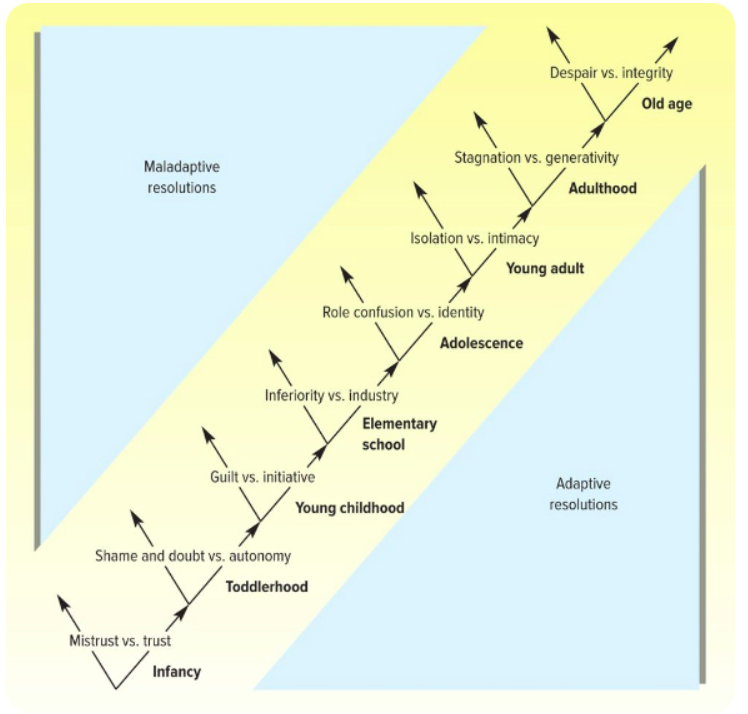 Despair vs. integrity
Old age
Stagnation vs. generativity
Adulthood
Maladaptive
resolutions
Isolation vs. intimacy
Young adult
Role confusion vs. identity
Adolescence
Inferiority vs. industry
Elementary
school
Guilt vs. initiative
Young childhood
Adaptive
resolutions
Shame and doubt vs. autonomy
Toddlerhood
Mistrust vs. trust
Infancy